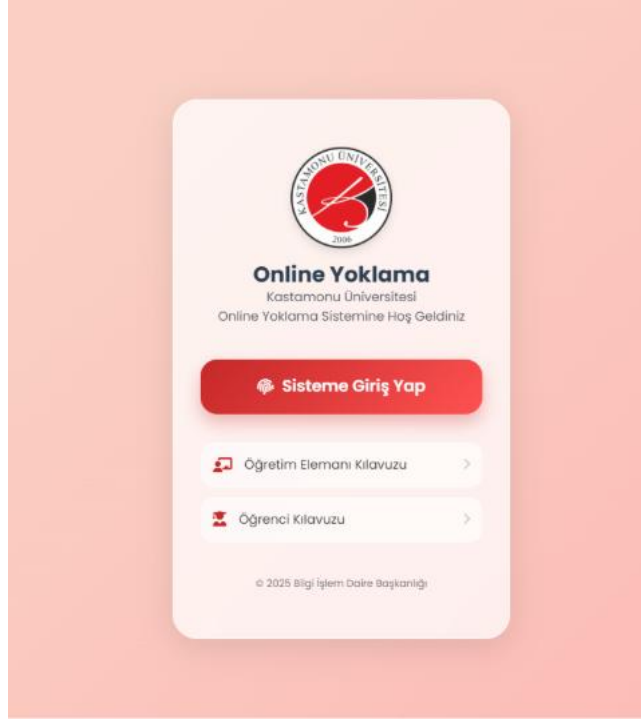 KASTAMONU ÜNİVERSİTESİ
2006
Online Yoklama
Kastamonu Üniversitesi
Online Yoklama Sistemine Hoş Geldiniz
Sisteme Giriş Yap
Öğretim Elemanı Kılavuzu
Öğrenci Kılavuzu
© 2025 Bilgi İşlem Daire Başkanlığı